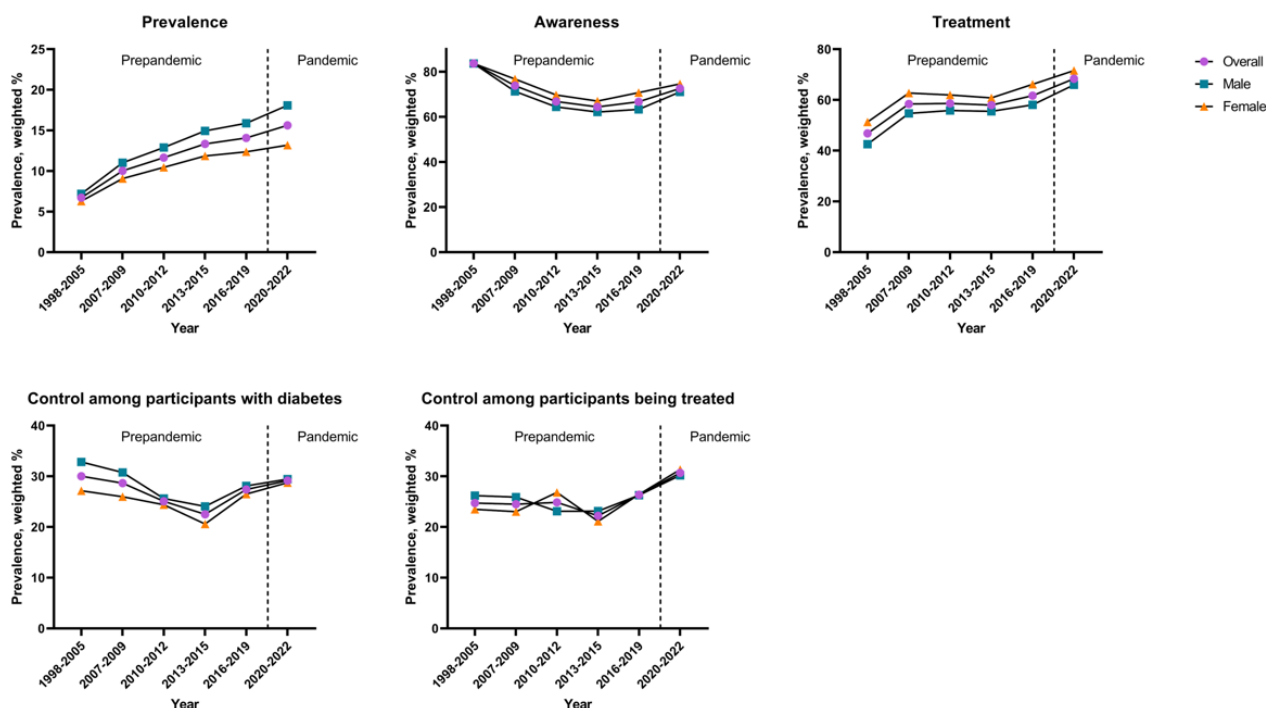 Prevalence
Prevalence, weighted %
25
20
15
10
5
0
Prepandemic
Pandemic
1998-2005
2007-2009
2010-2012
2013-2015
2016-2019
2020-2022
Year
Awareness
Prevalence, weighted %
80
60
40
20
0
Prepandemic
Pandemic
1998-2005
2007-2009
2010-2012
2013-2015
2016-2019
2020-2022
Year
Treatment
Prevalence, weighted %
80
60
40
20
0
Prepandemic
Pandemic
1998-2005
2007-2009
2010-2012
2013-2015
2016-2019
2020-2022
Year
Overall
Male
Female
Control among participants with diabetes
Prevalence, weighted %
40
30
20
10
0
Prepandemic
Pandemic
1998-2005
2007-2009
2010-2012
2013-2015
2016-2019
2020-2022
Year
Control among participants being treated
Prevalence, weighted %
40
30
20
10
0
Prepandemic
Pandemic
1998-2005
2007-2009
2010-2012
2013-2015
2016-2019
2020-2022
Year